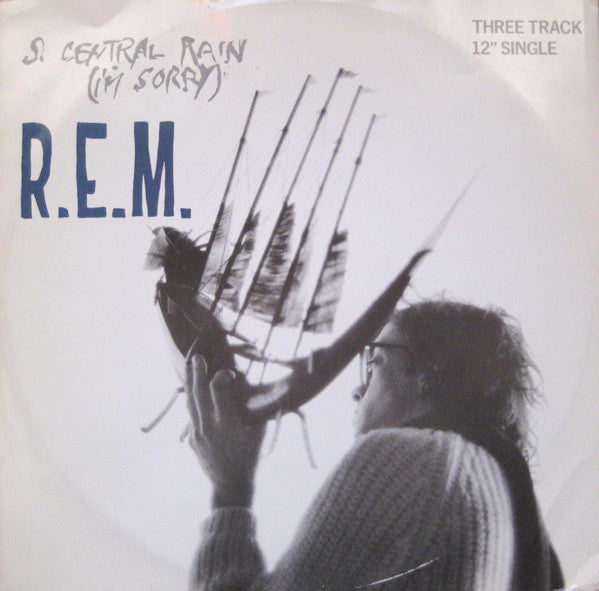 S. CENTRAL RAIN
(I'M SORRY)
THREE TRACK
12" SINGLE
R.E.M.